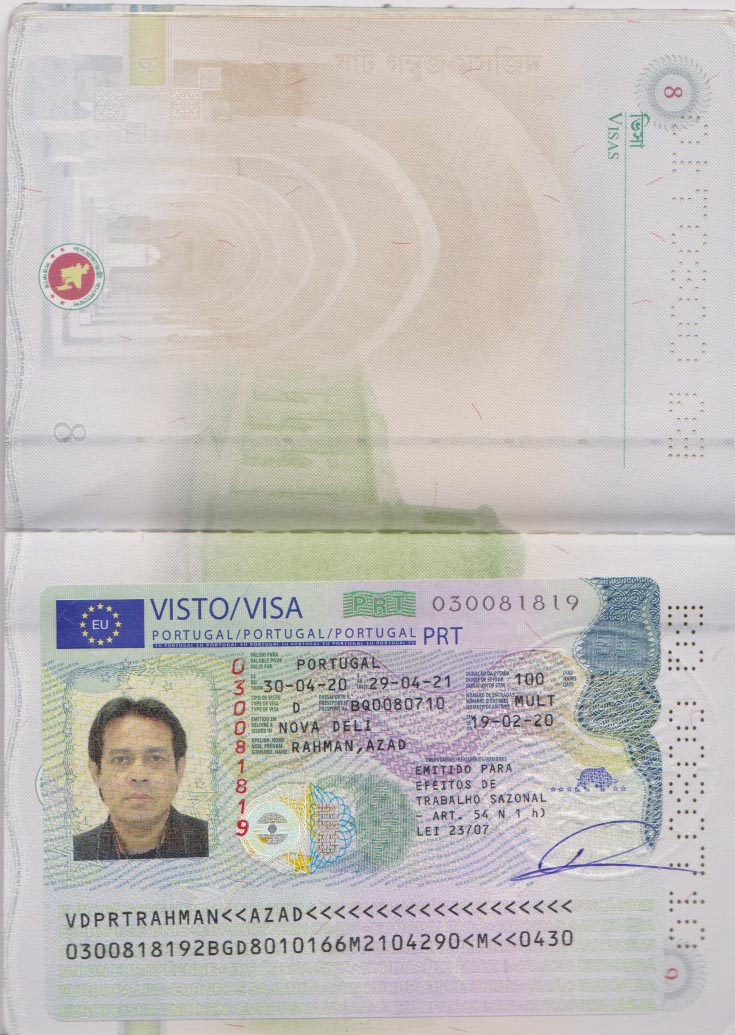 ষাট গম্বুজ মসজিদ
8
ভিসা
VISAS
8
EU
VISTO/VISA
PRT
030081819
PORTUGAL/PORTUGAL/PORTUGAL PRT
PORTUGAL
30-04-20 29-04-21
100
D
BQ0080710
MULT
NOVA DELI
19-02-20
RAHMAN,AZAD
030081819
EMITIDO PARA
EFEITOS DE
TRABALHO SAZONAL
- ART. 54 N 1 h)
LEI 23/07
VDPRTRAHMAN<<AZAD<<<<<<<<<<<<<<<<<<<
0300818192BGD8010166M2104290<M<<0430
9